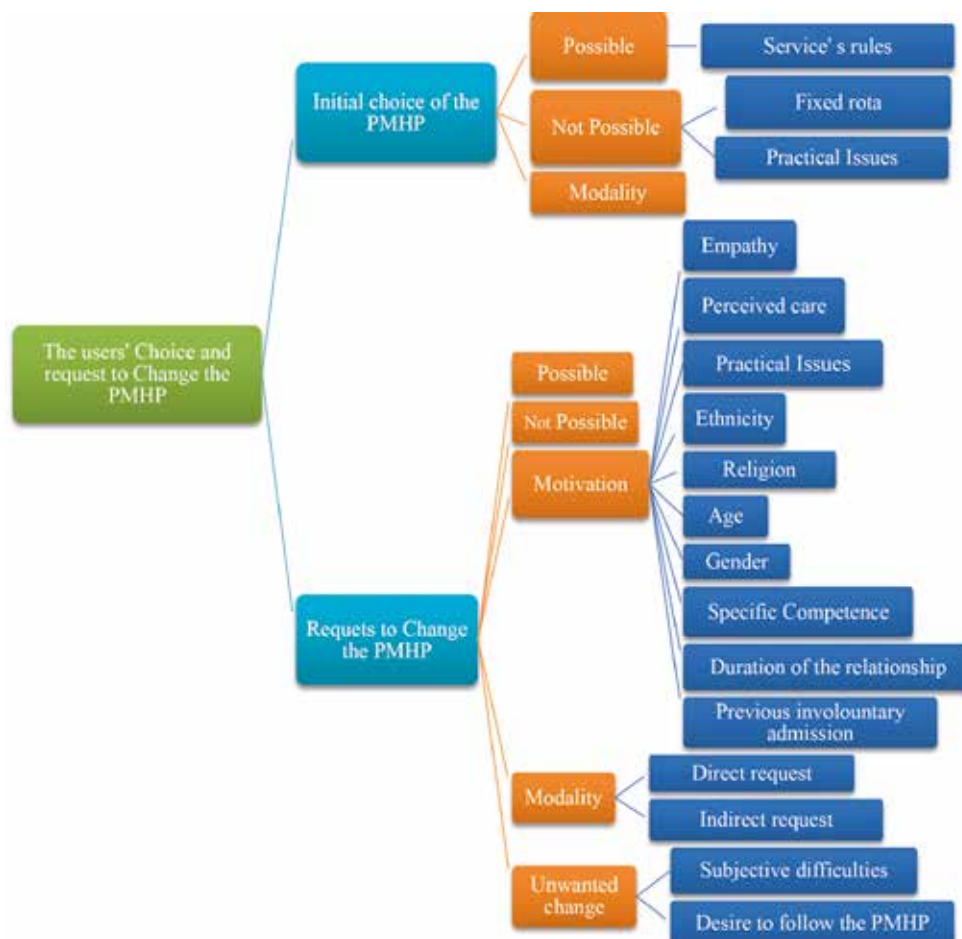 The users' Choice and
request to Change the
PMHP
Initial choice of the
PMHP
Possible
Service' s rules
Not Possible
Fixed rota
Practical Issues
Modality
Requets to Change
the PMHP
Possible
Not Possible
Motivation
Empathy
Perceived care
Practical Issues
Ethnicity
Religion
Age
Gender
Specific Competence
Duration of the relationship
Previous involountary
admission
Modality
Direct request
Indirect request
Unwanted
change
Subjective difficulties
Desire to follow the PMHP